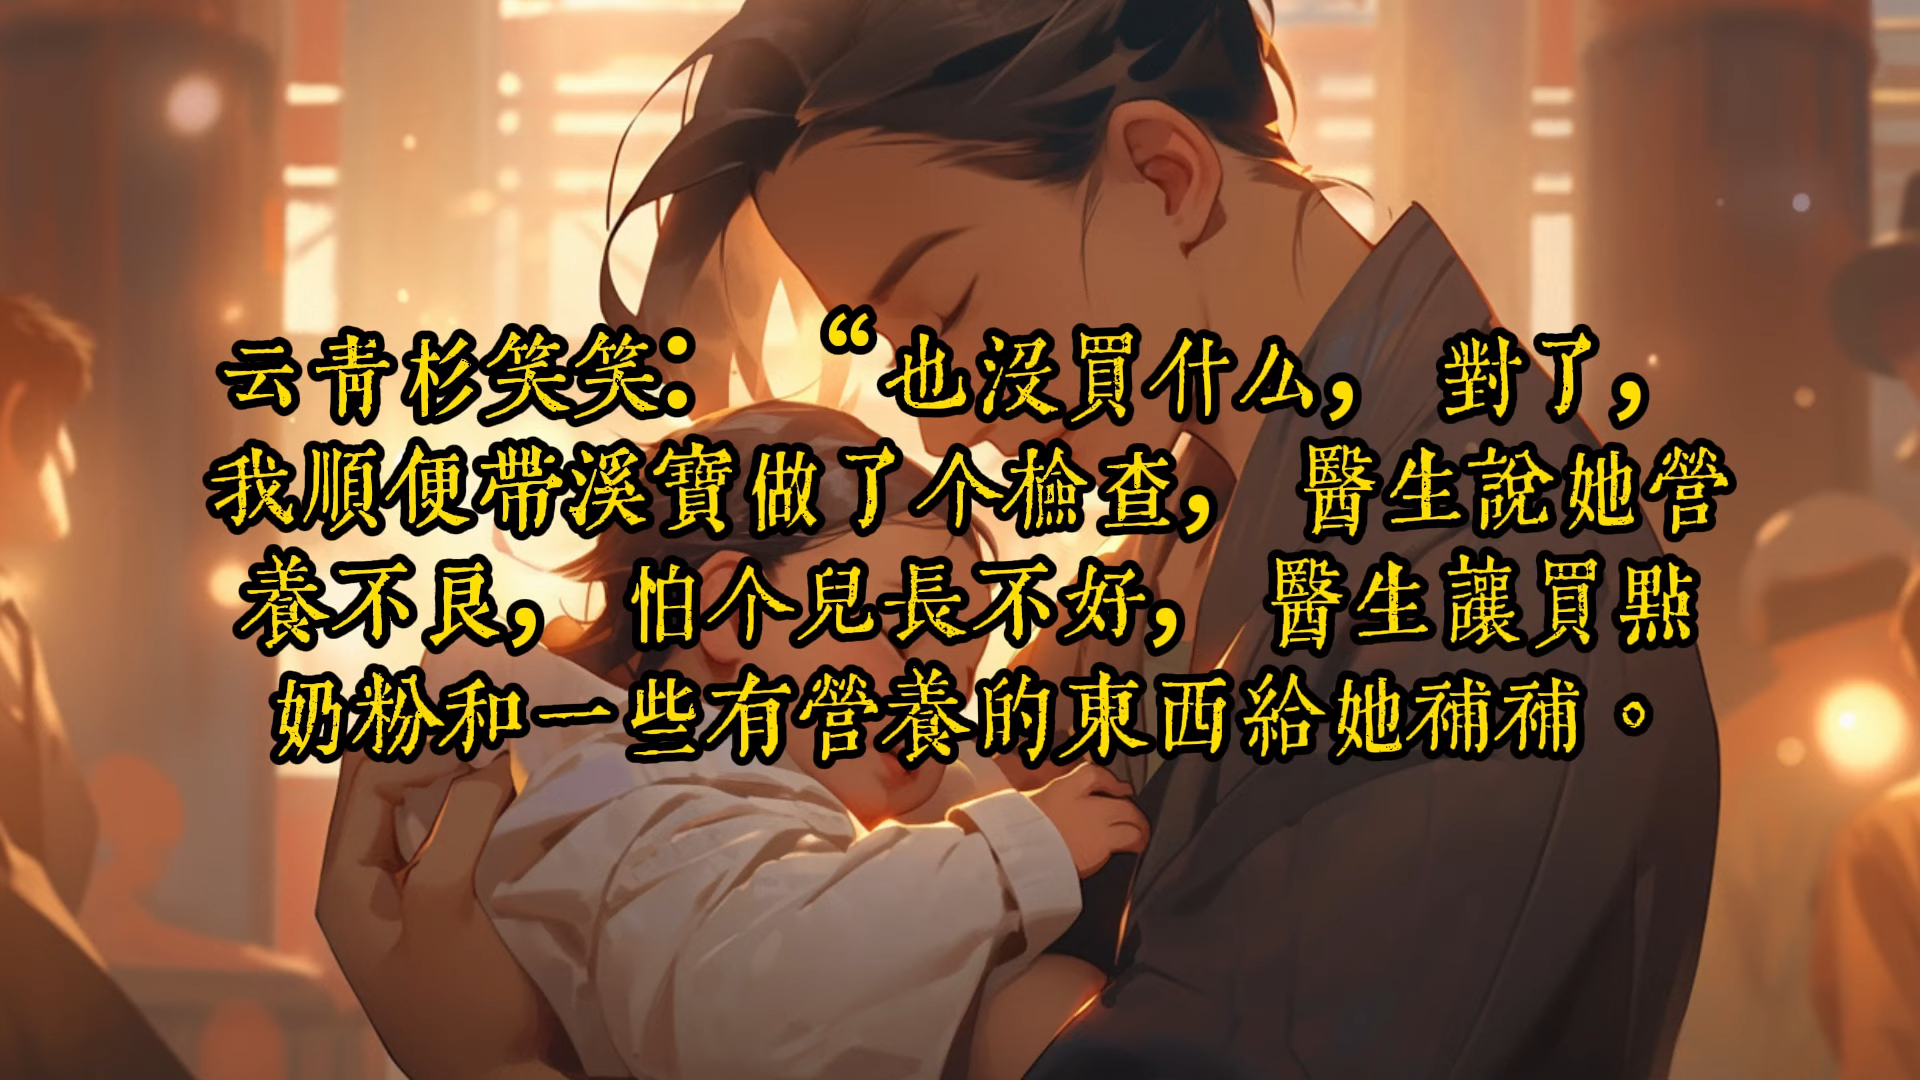 云青杉笑笑：“也沒買什么，對了，
我順便帶溪寶做了个檢查，醫生說她營
養不良，怕个兒長不好，醫生讓買點
奶粉和一些有營養的東西給她補補。